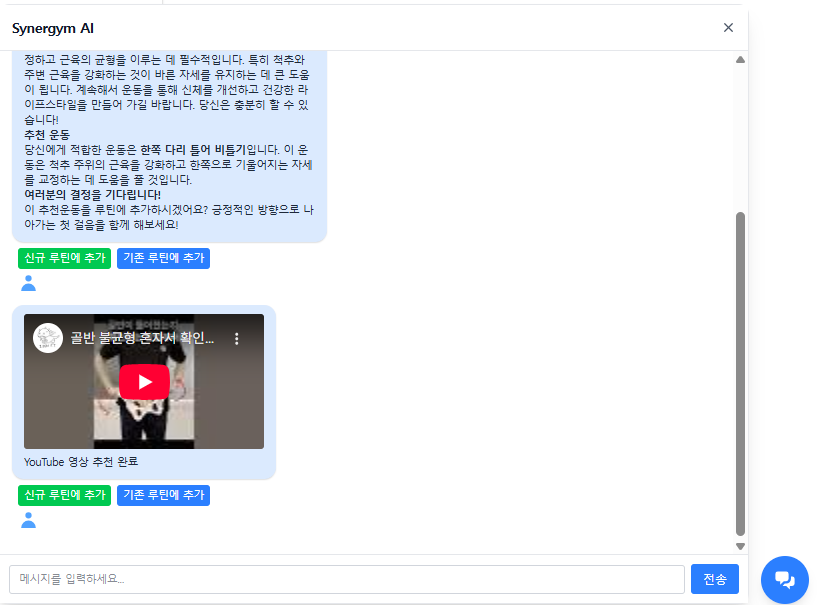 Synergym AI
정하고 근육의 균형을 이루는 데 필수적입니다. 특히 척추와
주변 근육을 강화하는 것이 바른 자세를 유지하는 데 큰 도움
이 됩니다. 계속해서 운동을 통해 신체를 개선하고 건강한 라
이프스타일을 만들어 가길 바랍니다. 당신은 충분히 할 수 있
습니다!
추천 운동
당신에게 적합한 운동은 한쪽 다리 틀어 비틀기입니다. 이 운
동은 척추 주위의 근육을 강화하고 한쪽으로 기울어지는 자세
를 교정하는 데 도움을 줄 것입니다.
여러분의 결정을 기다립니다!
이 추천운동을 루틴에 추가하시겠어요? 긍정적인 방향으로 나
아가는 첫 걸음을 함께 해보세요!
신규 루틴에 추가 기존 루틴에 추가
골반 불균형 혼자서 확인...
YouTube 영상 추천 완료
신규 루틴에 추가 기존 루틴에 추가
메시지를 입력하세요... 전송